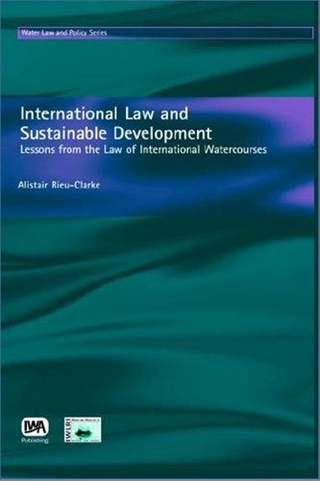 Water Law and Policy Series
International Law and
Sustainable Development
Lessons from the Law of International Watercourses
Alistair Rieu-Clarke
IWA
Publishing
IWLRI